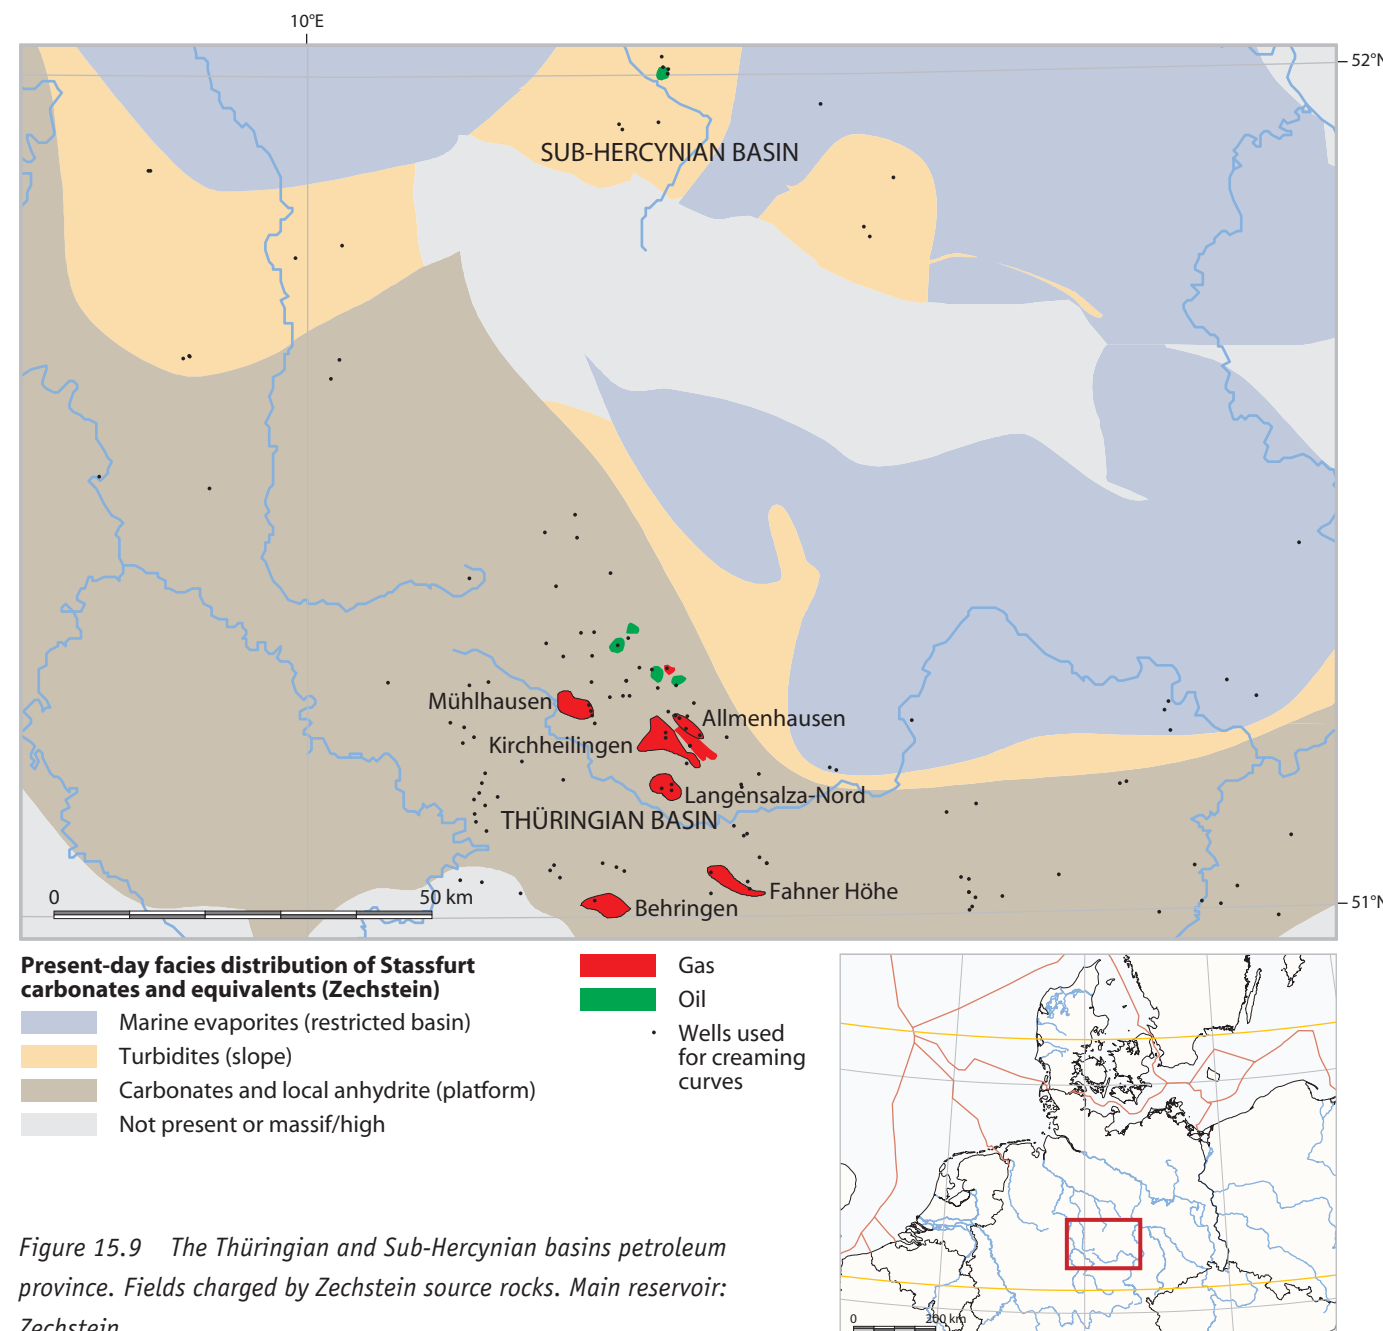 10°E
52°N
SUB-HERCYNIAN BASIN
Mühlhausen
Allmenhausen
Kirchheilingen
Langensalza-Nord
THÜRINGIAN BASIN
Fahner Höhe
Behringen
0
50 km
51°N
Present-day facies distribution of Stassfurt
carbonates and equivalents (Zechstein)
Marine evaporites (restricted basin)
Turbidites (slope)
Carbonates and local anhydrite (platform)
Not present or massif/high
Gas
Oil
Wells used
for creaming
curves
0
200 km
Figure 15.9 The Thüringian and Sub-Hercynian basins petroleum
province. Fields charged by Zechstein source rocks. Main reservoir:
Zechstein